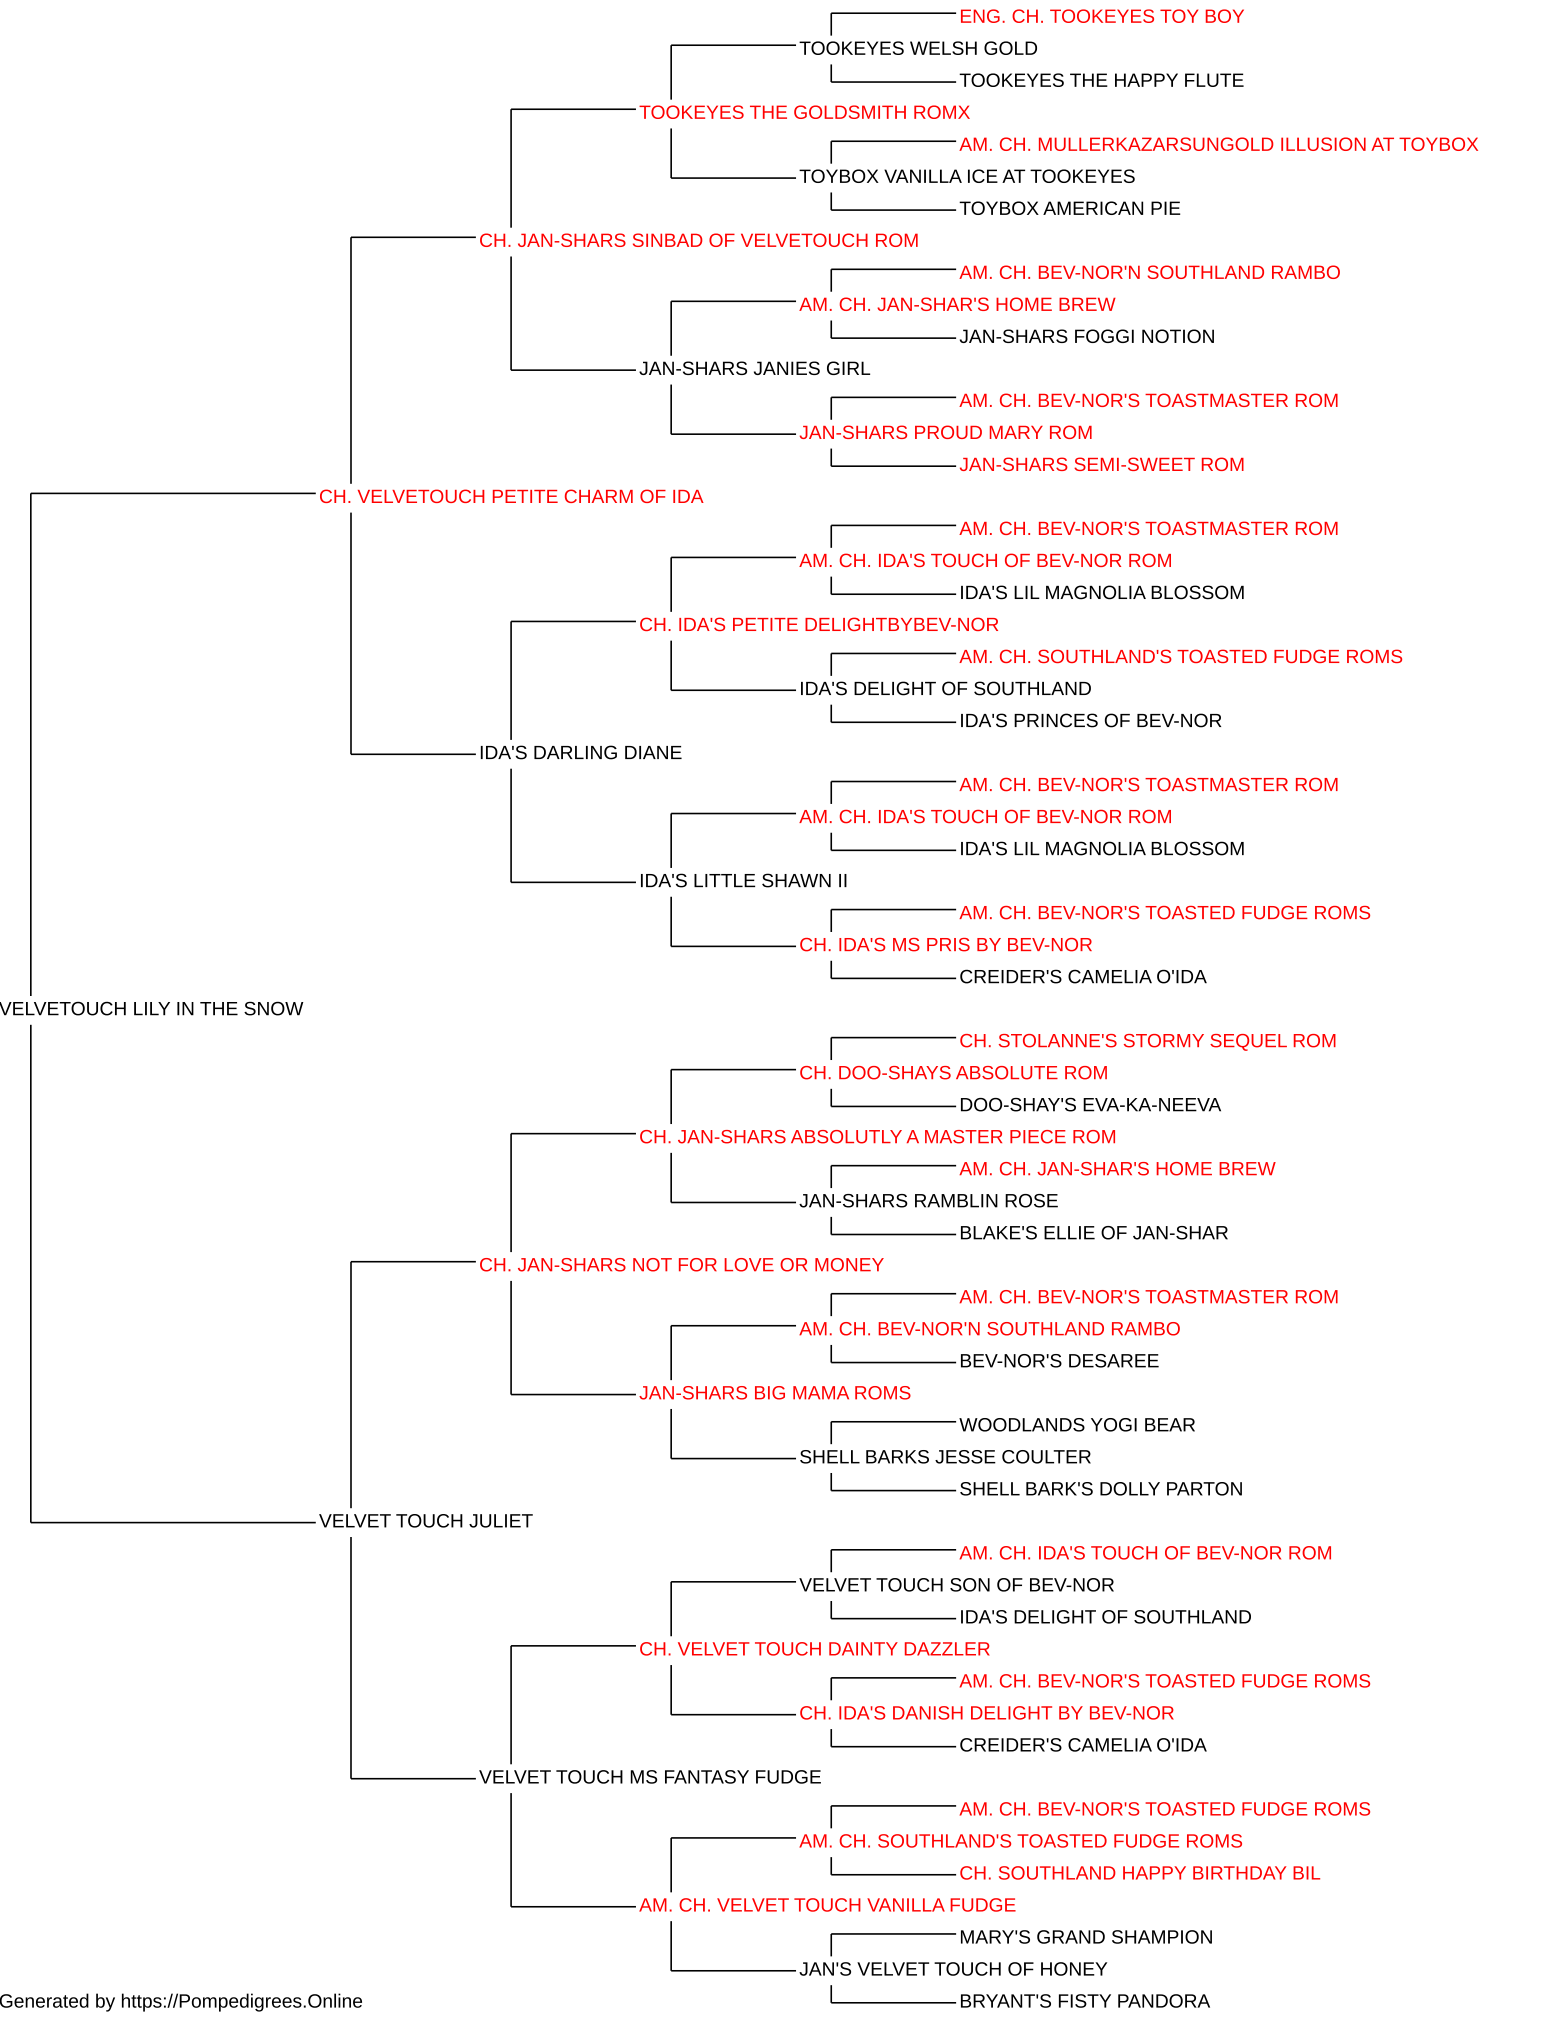 ENG. CH. TOOKEYES TOY BOY
TOOKEYES WELSH GOLD
TOOKEYES THE HAPPY FLUTE
TOOKEYES THE GOLDSMITH ROMX
AM. CH. MULLERKAZARSUNGOLD ILLUSION AT TOYBOX
TOYBOX VANILLA ICE AT TOOKEYES
TOYBOX AMERICAN PIE
CH. JAN-SHARS SINBAD OF VELVETOUCH ROM
AM. CH. BEV-NOR'N SOUTHLAND RAMBO
AM. CH. JAN-SHAR'S HOME BREW
JAN-SHARS FOGGI NOTION
JAN-SHARS JANIES GIRL
AM. CH. BEV-NOR'S TOASTMASTER ROM
JAN-SHARS PROUD MARY ROM
JAN-SHARS SEMI-SWEET ROM
CH. VELVETOUCH PETITE CHARM OF IDA
AM. CH. BEV-NOR'S TOASTMASTER ROM
AM. CH. IDA'S TOUCH OF BEV-NOR ROM
IDA'S LIL MAGNOLIA BLOSSOM
CH. IDA'S PETITE DELIGHTBYBEV-NOR
AM. CH. SOUTHLAND'S TOASTED FUDGE ROMS
IDA'S DELIGHT OF SOUTHLAND
IDA'S PRINCES OF BEV-NOR
IDA'S DARLING DIANE
AM. CH. BEV-NOR'S TOASTMASTER ROM
AM. CH. IDA'S TOUCH OF BEV-NOR ROM
IDA'S LIL MAGNOLIA BLOSSOM
IDA'S LITTLE SHAWN II
AM. CH. BEV-NOR'S TOASTED FUDGE ROMS
CH. IDA'S MS PRIS BY BEV-NOR
CREIDER'S CAMELIA O'IDA
VELVETOUCH LILY IN THE SNOW
CH. STOLANNE'S STORMY SEQUEL ROM
CH. DOO-SHAYS ABSOLUTE ROM
DOO-SHAY'S EVA-KA-NEEVA
CH. JAN-SHARS ABSOLUTLY A MASTER PIECE ROM
AM. CH. JAN-SHAR'S HOME BREW
JAN-SHARS RAMBLIN ROSE
BLAKE'S ELLIE OF JAN-SHAR
CH. JAN-SHARS NOT FOR LOVE OR MONEY
AM. CH. BEV-NOR'S TOASTMASTER ROM
AM. CH. BEV-NOR'N SOUTHLAND RAMBO
BEV-NOR'S DESAREE
JAN-SHARS BIG MAMA ROMS
WOODLANDS YOGI BEAR
SHELL BARKS JESSE COULTER
SHELL BARK'S DOLLY PARTON
VELVET TOUCH JULIET
AM. CH. IDA'S TOUCH OF BEV-NOR ROM
VELVET TOUCH SON OF BEV-NOR
IDA'S DELIGHT OF SOUTHLAND
CH. VELVET TOUCH DAINTY DAZZLER
AM. CH. BEV-NOR'S TOASTED FUDGE ROMS
CH. IDA'S DANISH DELIGHT BY BEV-NOR
CREIDER'S CAMELIA O'IDA
VELVET TOUCH MS FANTASY FUDGE
AM. CH. BEV-NOR'S TOASTED FUDGE ROMS
AM. CH. SOUTHLAND'S TOASTED FUDGE ROMS
CH. SOUTHLAND HAPPY BIRTHDAY BIL
AM. CH. VELVET TOUCH VANILLA FUDGE
MARY'S GRAND SHAMPION
JAN'S VELVET TOUCH OF HONEY
BRYANT'S FISTY PANDORA
Generated by https://Pompedigrees.Online